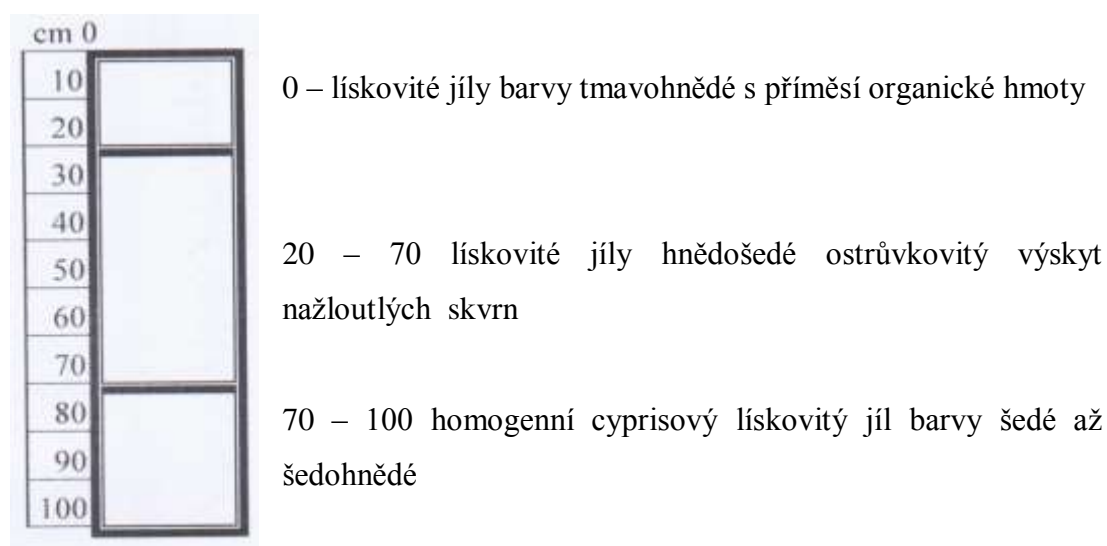 cm 0
10
20
30
40
50
60
70
80
90
100
0 – lískovité jíly barvy tmavohnědé s příměsí organické hmoty
20 – 70 lískovité jíly hnědošedé ostrůvkovitý výskyt
nažloutlých skvrn
70 – 100 homogenní cyprisový lískovitý jíl barvy šedé až
šedohnědé